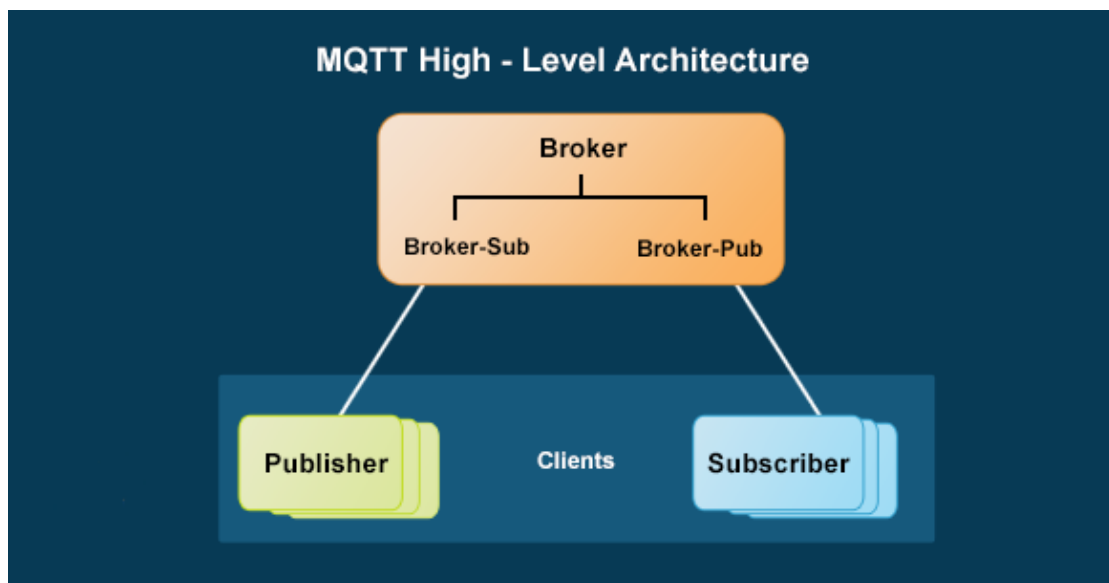 MQTT High - Level Architecture
Broker
Broker-Sub
Broker-Pub
Publisher
Clients
Subscriber